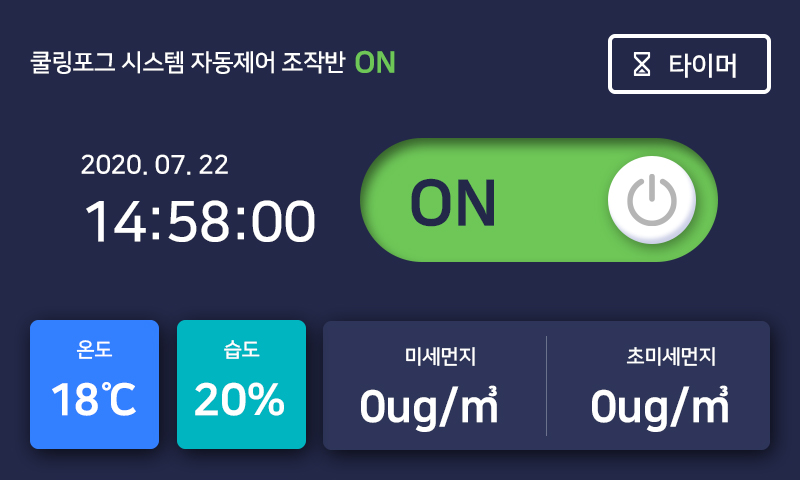 쿨링포그 시스템 자동제어 조작반 ON
타이머
2020. 07. 22
14:58:00
ON
온도
18℃
습도
20%
미세먼지
0ug/㎥
초미세먼지
0ug/㎥